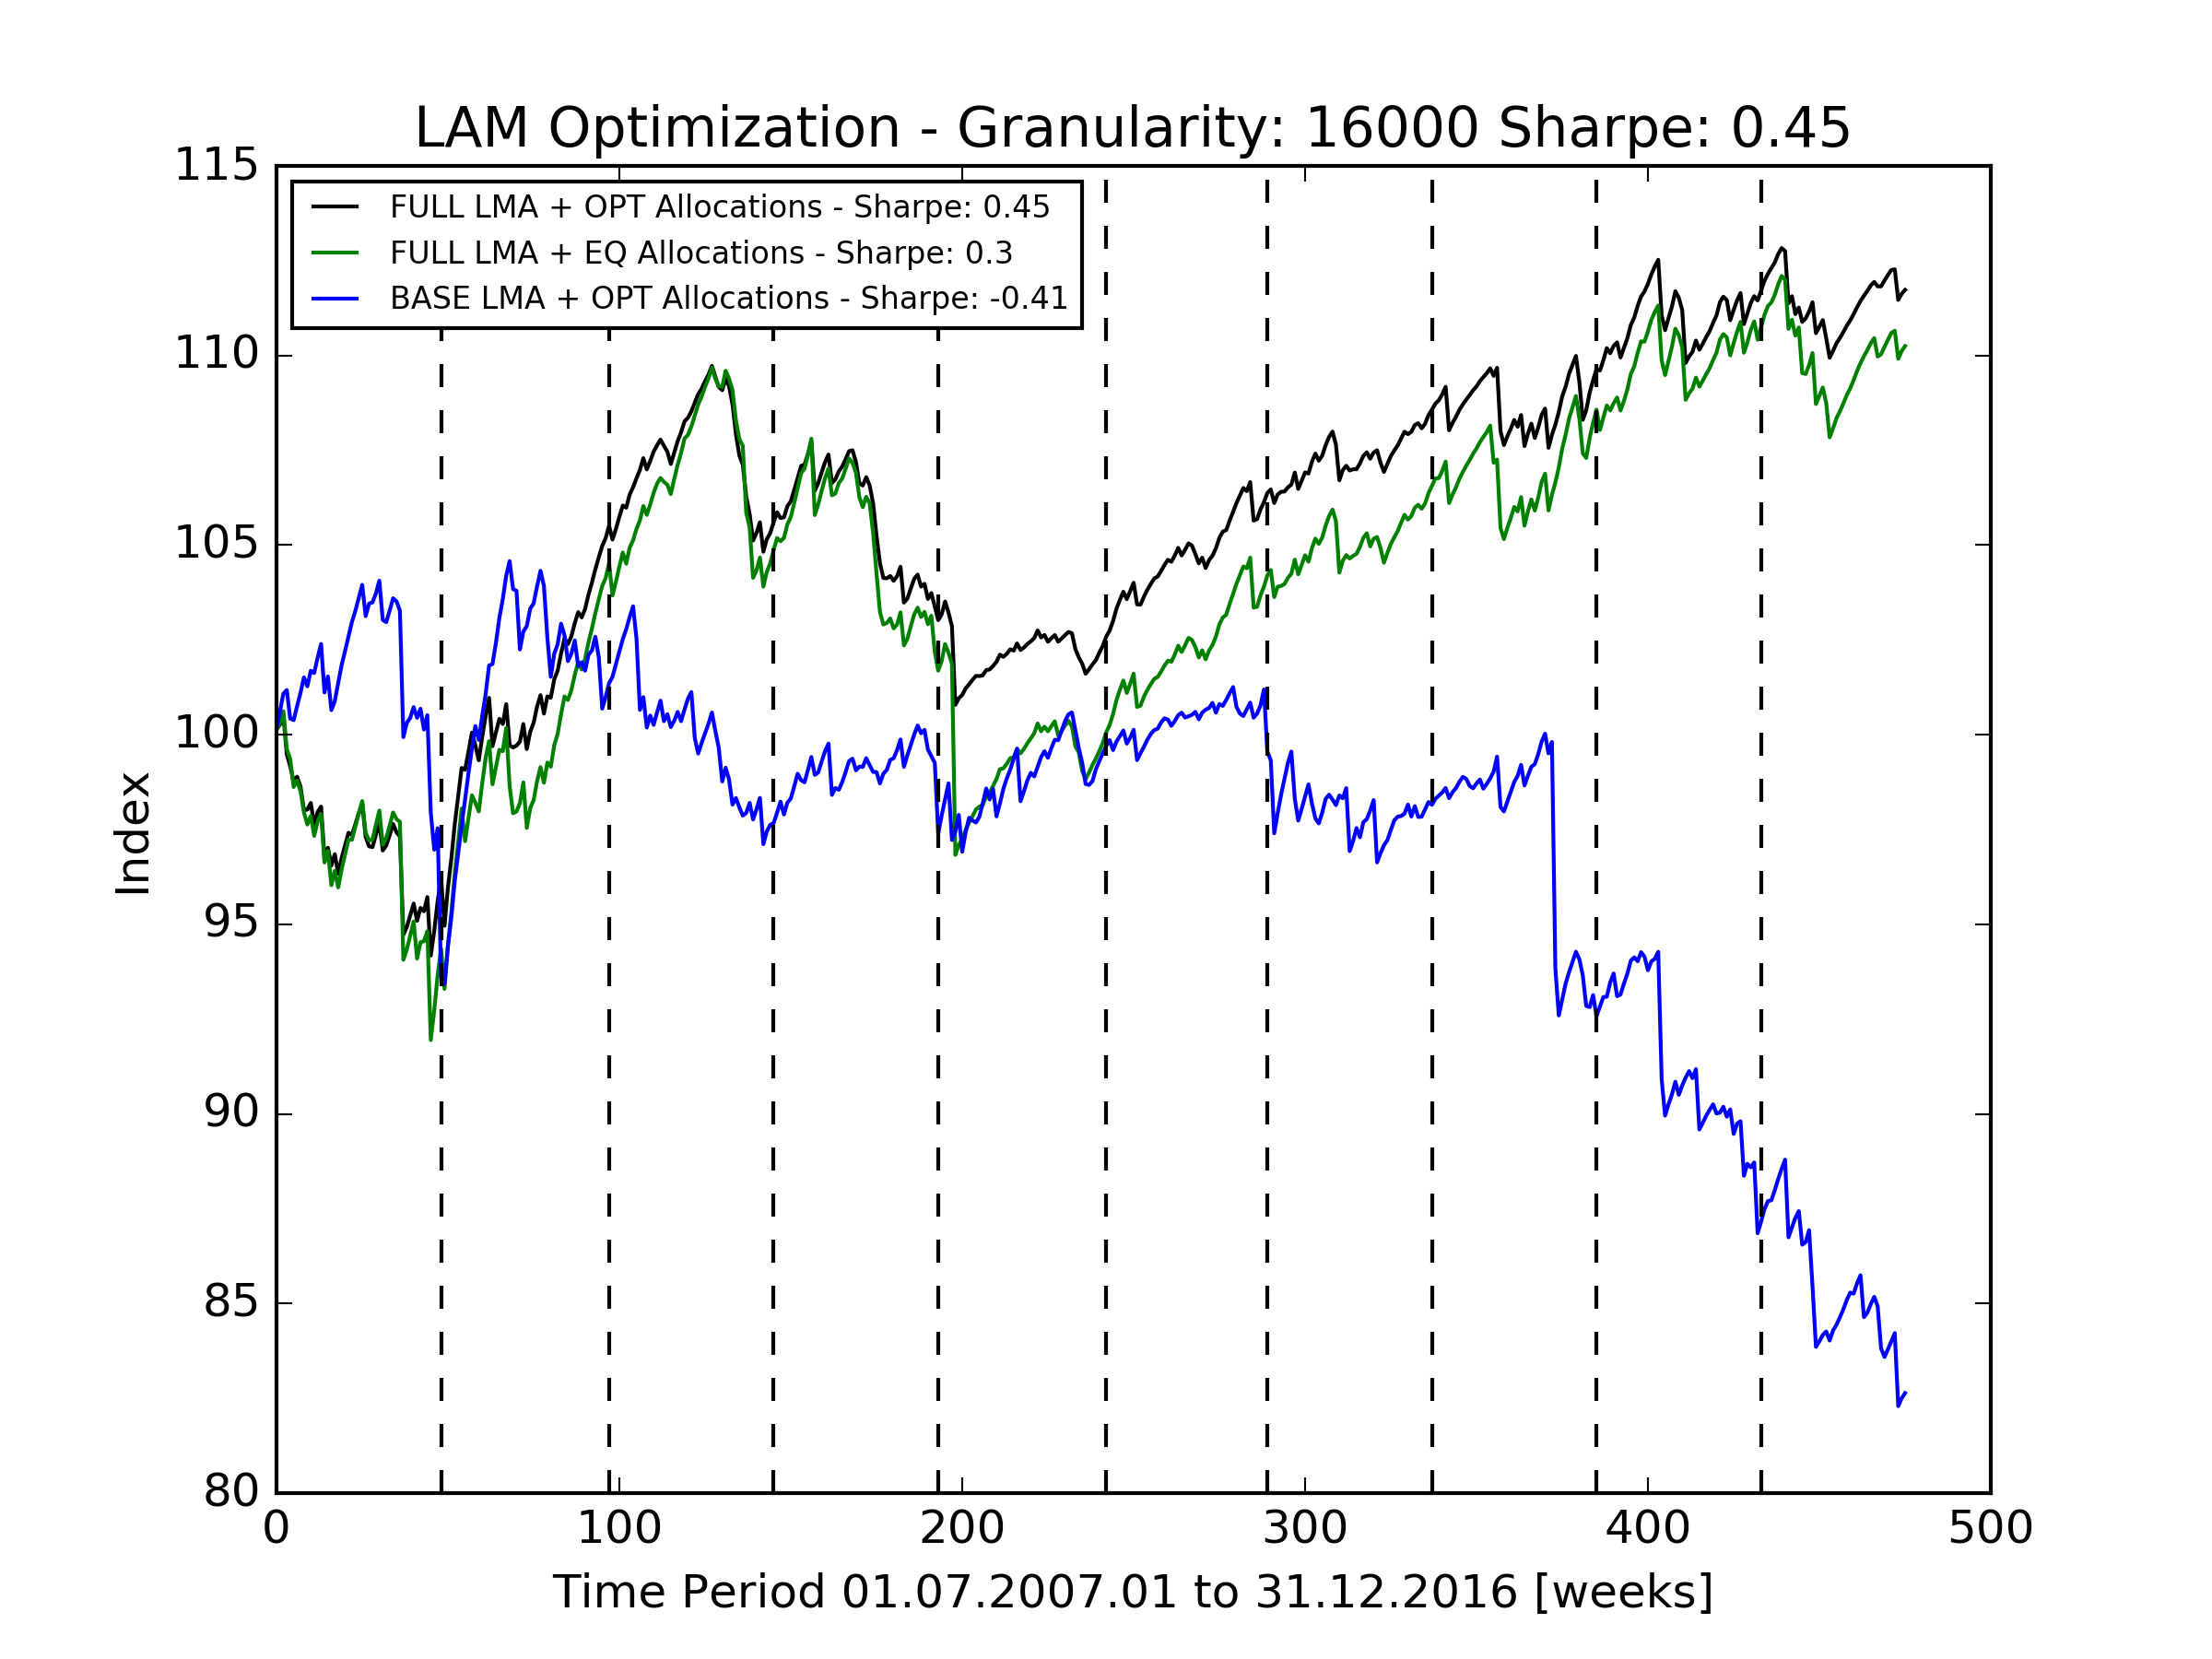 LAM Optimization - Granularity: 16000 Sharpe: 0.45
115
FULL LMA + OPT Allocations - Sharpe: 0.45
FULL LMA + EQ Allocations - Sharpe: 0.3
BASE LMA + OPT Allocations - Sharpe: -0.41
110
105
100
95
90
85
80
Index
0 100 200 300 400 500
Time Period 01.07.2007.01 to 31.12.2016 [weeks]